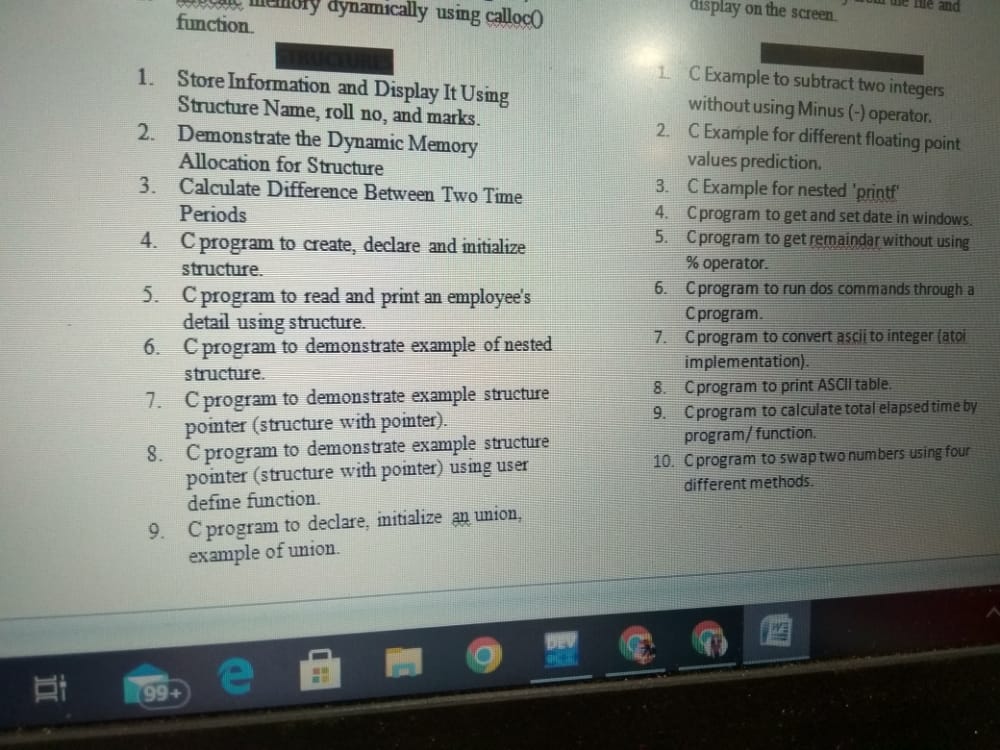 memory dynamically using calloc()
function.
STRUCTURES
1. Store Information and Display It Using
Structure Name, roll no, and marks.
2. Demonstrate the Dynamic Memory
Allocation for Structure
3. Calculate Difference Between Two Time
Periods
4. C program to create, declare and initialize
structure.
5. C program to read and print an employee's
detail using structure.
6. C program to demonstrate example of nested
structure.
7. C program to demonstrate example structure
pointer (structure with pointer).
8. C program to demonstrate example structure
pointer (structure with pointer) using user
define function.
9. C program to declare, initialize an union,
example of union.
the file and
display on the screen.
1. C Example to subtract two integers
without using Minus (-) operator.
2. C Example for different floating point
values prediction.
3. C Example for nested 'printf'
4. C program to get and set date in windows.
5. C program to get remaindar without using
% operator.
6. C program to run dos commands through a
C program.
7. C program to convert ascii to integer (atoi
implementation).
8. C program to print ASCII table.
9. C program to calculate total elapsed time by
program/ function.
10. C program to swap two numbers using four
different methods.
99+
DEV
W